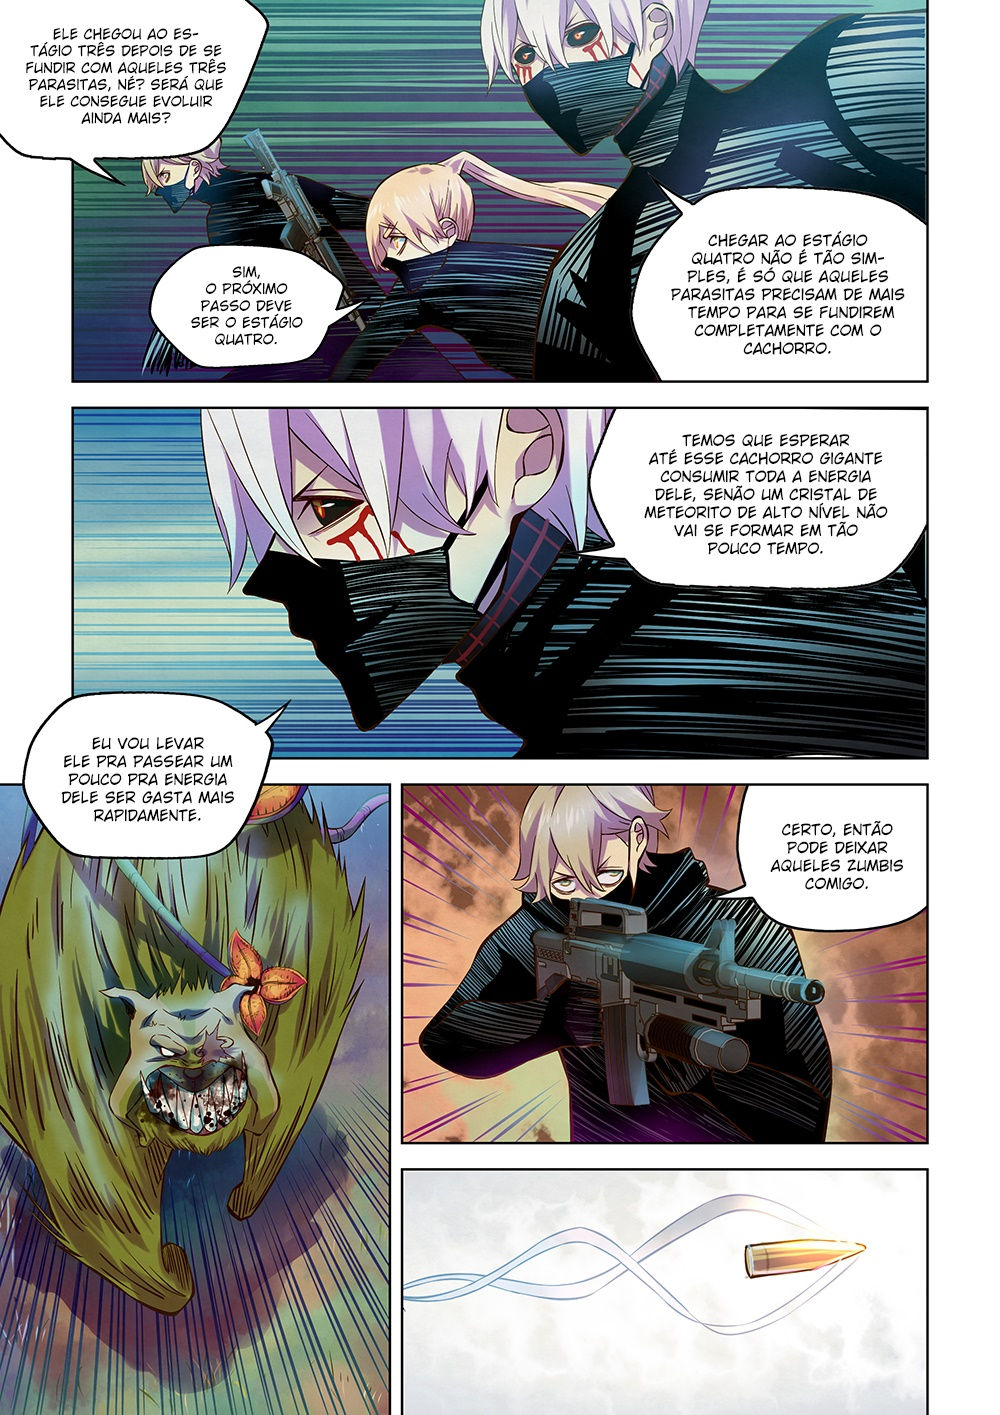 ELE CHEGOU AO ES-
TÁGIO TRÊS DEPOIS DE SE
FUNDIR COM AQUELES TRÊS
PARASITAS, NÉ? SERÁ QUE
ELE CONSEGUE EVOLUIR
AINDA MAIS?
SIM,
O PRÓXIMO
PASSO DEVE
SER O ESTÁGIO
QUATRO.
CHEGAR AO ESTÁGIO
QUATRO NÃO É TÃO SIM-
PLES, É SÓ QUE AQUELES
PARASITAS PRECISAM DE MAIS
TEMPO PARA SE FUNDIREM
COMPLETAMENTE COM O
CACHORRO.
TEMOS QUE ESPERAR
ATÉ ESSE CACHORRO GIGANTE
CONSUMIR TODA A ENERGIA
DELE, SENÃO UM CRISTAL DE
METEORITO DE ALTO NÍVEL NÃO
VAI SE FORMAR EM TÃO
POUCO TEMPO.
EU VOU LEVAR
ELE PRA PASSEAR UM
POUCO PRA ENERGIA
DELE SER GASTA MAIS
RAPIDAMENTE.
CERTO, ENTÃO
PODE DEIXAR
AQUELES ZUMBIS
COMIGO.